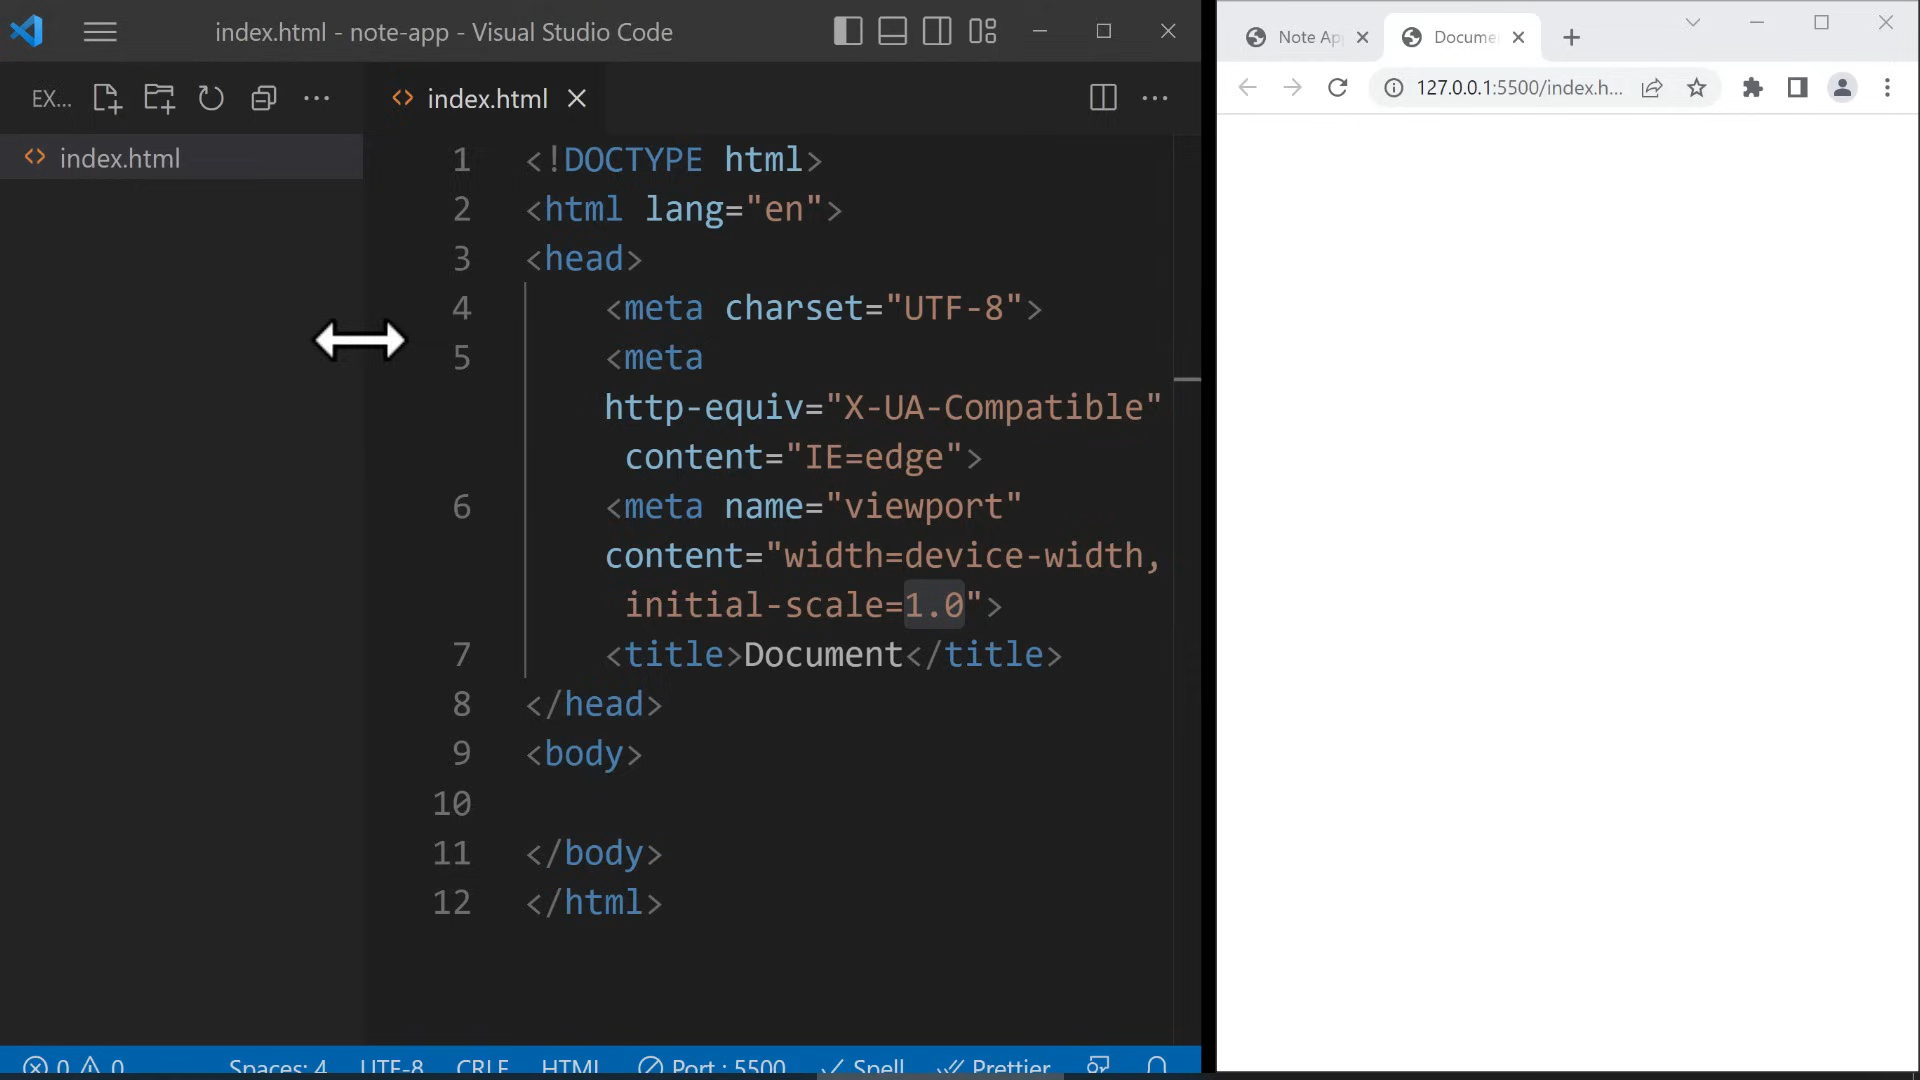 index.html - note-app - Visual Studio Code
EX...
index.html
index.html
1 <!DOCTYPE html>
2 <html lang="en">
3 <head>
4 <meta charset="UTF-8">
5 <meta
http-equiv="X-UA-Compatible"
content="IE=edge">
6 <meta name="viewport"
content="width=device-width,
initial-scale=1.0">
7 <title>Document</title>
8 </head>
9 <body>
10
11 </body>
12 </html>
0 0 Spaces: 4 UTF-8 CRLF HTML Port : 5500 Spell Prettier
Note Ap
Docume
127.0.0.1:5500/index.h...